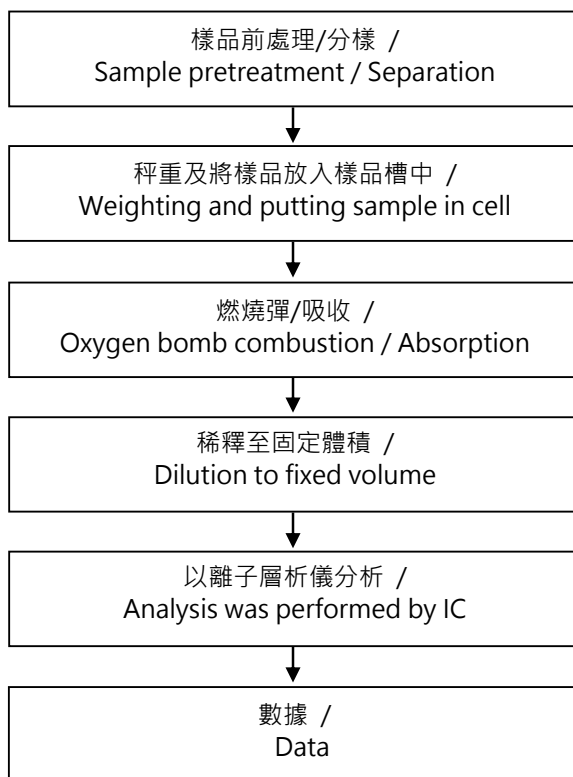 樣品前處理/分樣 /
Sample pretreatment / Separation
秤重及將樣品放入樣品槽中 /
Weighting and putting sample in cell
燃燒彈/吸收 /
Oxygen bomb combustion / Absorption
稀釋至固定體積 /
Dilution to fixed volume
以離子層析儀分析 /
Analysis was performed by IC
數據 /
Data